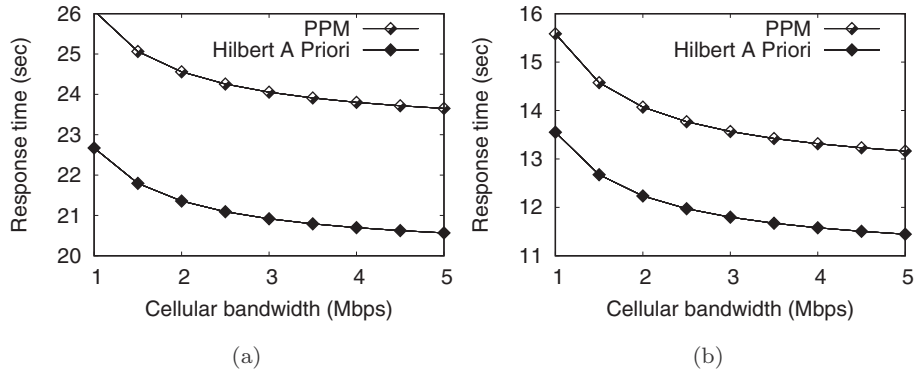 Response time (sec)
26
25
24
23
22
21
20
PPM
Hilbert A Priori
1 2 3 4 5
Cellular bandwidth (Mbps)
(a)
Response time (sec)
16
15
14
13
12
11
PPM
Hilbert A Priori
1 2 3 4 5
Cellular bandwidth (Mbps)
(b)